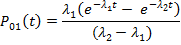 P₀₁(t) = λ₁(e^{-λ₁t} − e^{-λ₂t}) / (λ₂ − λ₁)